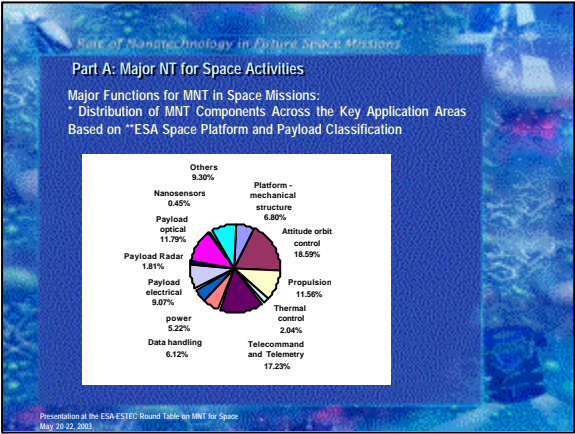 Role of Nanotechnology in Future Space Missions
Part A: Major NT for Space Activities
Major Functions for MNT in Space Missions:
* Distribution of MNT Components Across the Key Application Areas
Based on **ESA Space Platform and Payload Classification
Others
9.30%
Platform -
mechanical
structure
6.80%
Attitude orbit
control
18.59%
Propulsion
11.56%
Thermal
control
2.04%
Telecommand
and Telemetry
17.23%
Data handling
6.12%
power
5.22%
Payload
electrical
9.07%
Payload Radar
1.81%
Payload
optical
11.79%
Nanosensors
0.45%
Presentation at the ESA-ESTEC Round Table on MNT for Space
May 20-22, 2003